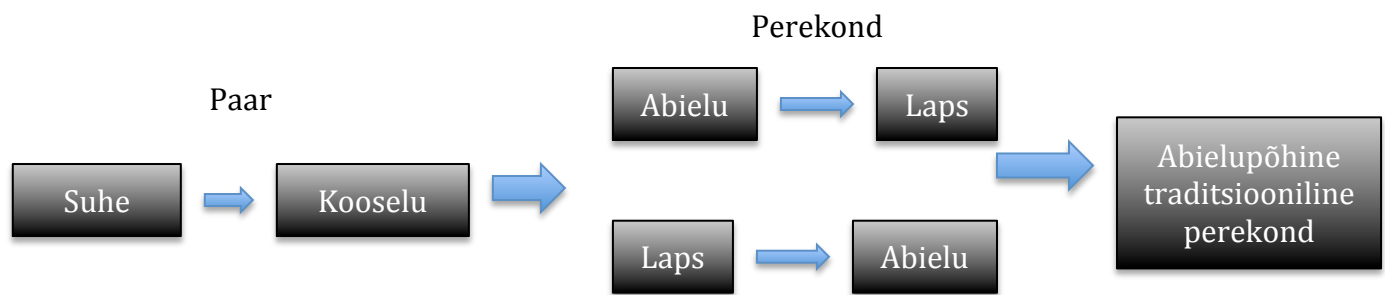 Perekond
Paar
Abielu
Laps
Suhe
Kooselu
Laps
Abielu
Abielupõhine
traditsiooniline
perekond